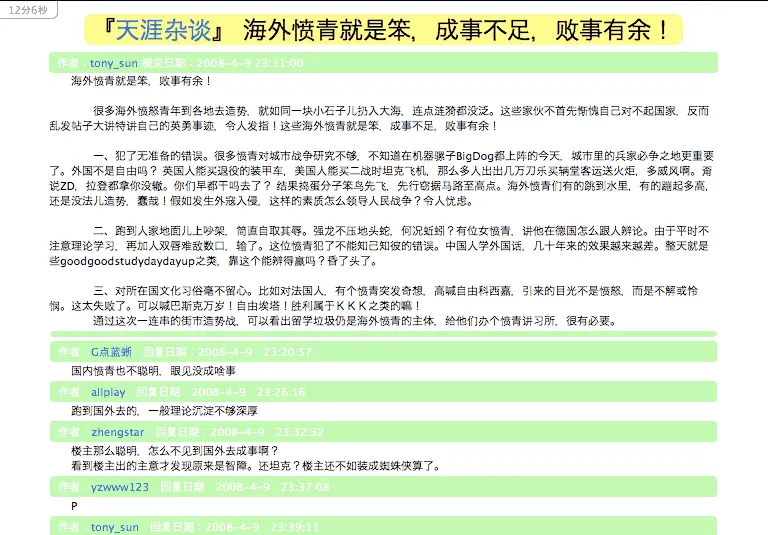 12分6秒
『天涯杂谈』 海外愤青就是笨，成事不足，败事有余！
作者：tony_sun 提交日期：2008-4-9 23:11:00
海外愤青就是笨，败事有余！
很多海外愤怒青年到各地去造势，就如同一块小石子儿扔入大海，连点涟漪都没泛。这些家伙不首先惭愧自己对不起国家，反而
乱发帖子大讲特讲自己的英勇事迹，令人发指！这些海外愤青就是笨，成事不足，败事有余！
一、犯了无准备的错误。很多愤青对城市战争研究不够，不知道在机器骡子BigDog都上阵的今天，城市里的兵家必争之地更重要
了。外国不是自由吗？ 英国人能买退役的装甲车，美国人能买二战时坦克飞机，那么多人出出几万刀乐买辆堂客运送火炬，多威风啊。甭
说ZD，拉登都拿你没辙。你们早都干吗去了？ 结果捣蛋分子笨鸟先飞，先行窃据马路至高点。海外愤青们有的跳到水里，有的蹦起多高，
还是没法儿造势，蠢哉！假如发生外寇入侵，这样的素质怎么领导人民战争？令人忧虑。
二、跑到人家地面儿上吵架，简直自取其辱。强龙不压地头蛇，何况蚯蚓？有位女愤青，讲他在德国怎么跟人辨论。由于平时不
注意理论学习，再加人双唇难敌数口，输了。这位愤青犯了不能知己知彼的错误。中国人学外国话，几十年来的效果越来越差。整天就是
些goodgoodstudydaydayup之类，靠这个能辨得赢吗？昏了头了。
三、对所在国文化习俗毫不留心。比如对法国人，有个愤青突发奇想，高喊自由科西嘉，引来的目光不是愤怒，而是不解或怜
悯。这太失败了。可以喊巴斯克万岁！自由埃塔！胜利属于ＫＫＫ之类的嘛！
通过这次一连串的街市造势战，可以看出留学垃圾仍是海外愤青的主体，给他们办个愤青讲习所，很有必要。
作者：G点蓝蜥 回复日期：2008-4-9 23:20:57
国内愤青也不聪明，眼见没成啥事
作者：allplay 回复日期：2008-4-9 23:26:16
跑到国外去的，一般理论沉淀不够深厚
作者：zhengstar 回复日期：2008-4-9 23:32:32
楼主那么聪明，怎么不见到国外去成事啊？
看到楼主出的主意才发现原来是智障。还坦克？楼主还不如装成蜘蛛侠算了。
作者：yzwww123 回复日期：2008-4-9 23:37:08
P
作者：tony_sun 回复日期：2008-4-9 23:39:11